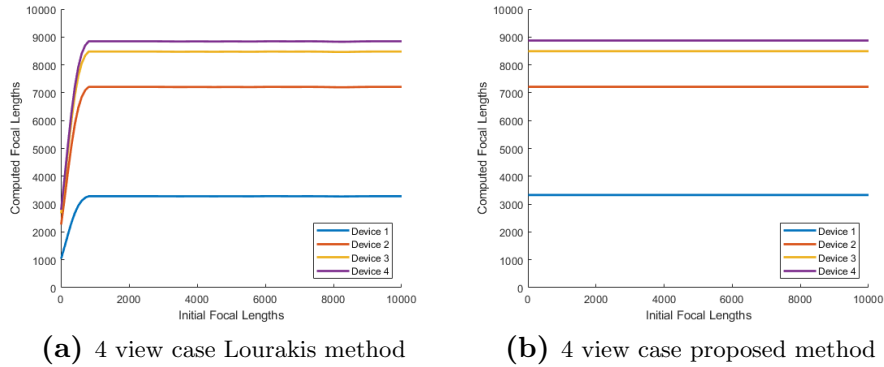 10000
9000
8000
7000
6000
5000
4000
3000
2000
1000
0
Computed Focal Lengths
0 2000 4000 6000 8000 10000
Initial Focal Lengths
Device 1
Device 2
Device 3
Device 4
(a) 4 view case Lourakis method
10000
9000
8000
7000
6000
5000
4000
3000
2000
1000
0
Computed Focal Lengths
0 2000 4000 6000 8000 10000
Initial Focal Lengths
Device 1
Device 2
Device 3
Device 4
(b) 4 view case proposed method